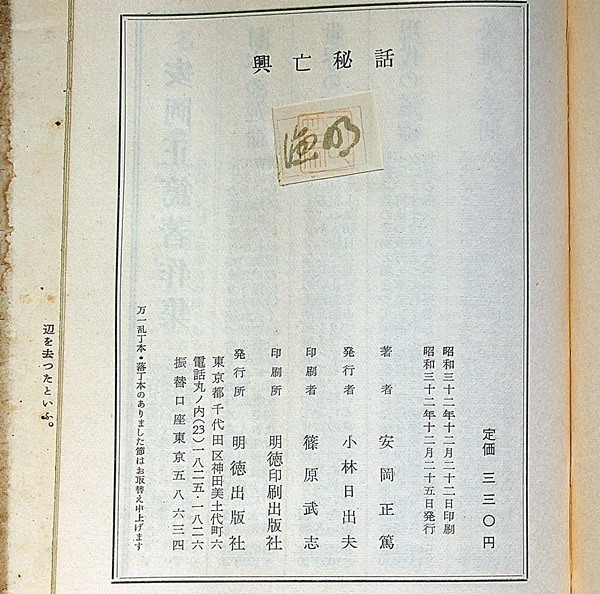 興亡秘話
定価 三三〇円
昭和三十二年十二月二十二日印刷
昭和三十二年十二月二十五日発行
著者 安岡正篤
発行者 小林日出夫
印刷者 篠原武志
印刷所 明徳印刷出版社
発行所 明徳出版社
東京都千代田区神田美土代町六
電話丸ノ内(23)一八二五・一八二六
振替口座東京五八六三四
万一乱丁本・落丁本のありました節はお取替え申上げます
辺を去つたといふ。